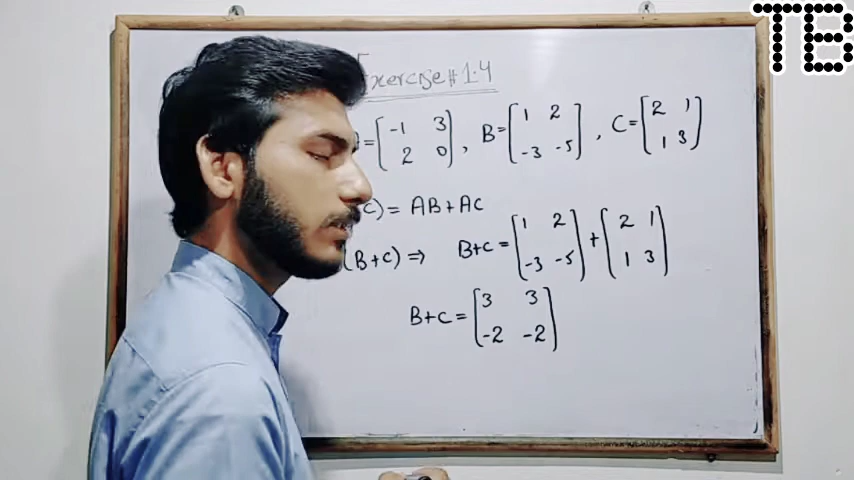 TB
Exercise # 1.4
= [-1 3 2 0], B = [1 2 -3 -5], C = [2 1 1 3]
C) = AB + AC
(B+C) ⇒ B+C = [1 2 -3 -5] + [2 1 1 3]
B+C = [3 3 -2 -2]